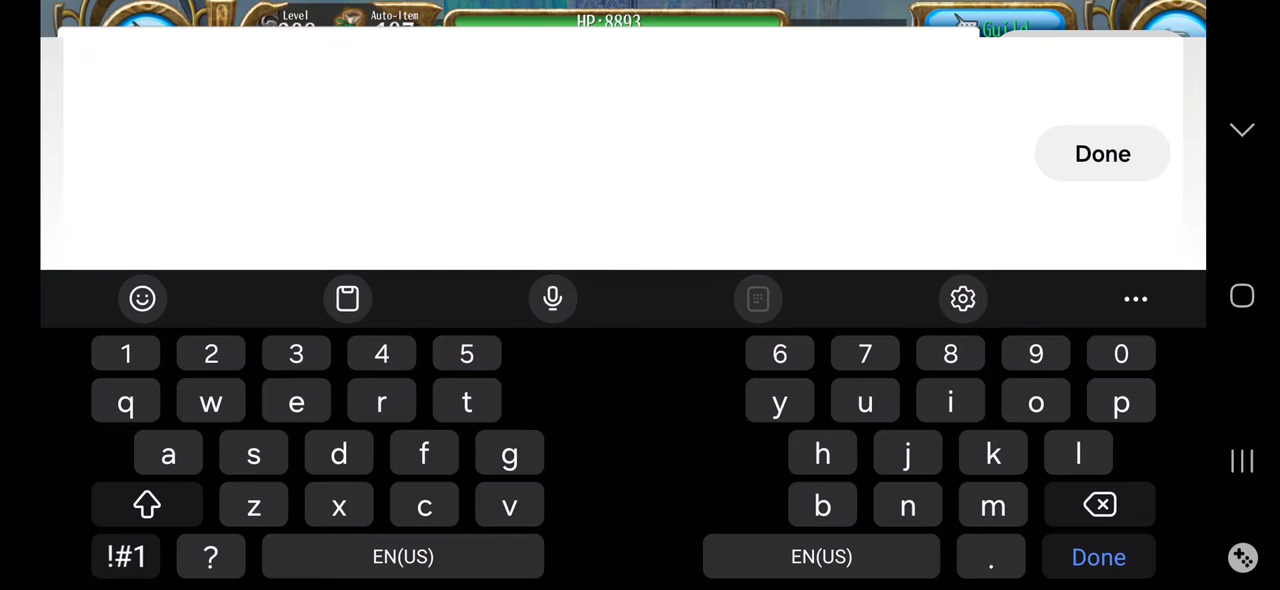 Level
Auto-Item
HP:8893
Guild
Done
1 2 3 4 5 6 7 8 9 0
q w e r t y u i o p
a s d f g h j k l
z x c v b n m
!#1 ? EN(US) EN(US) . Done